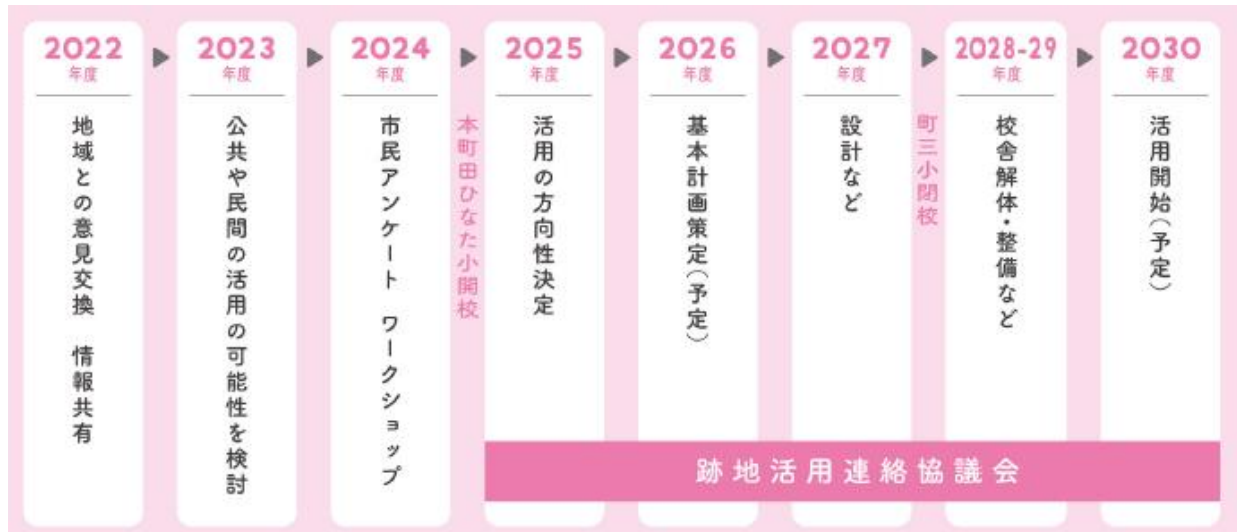 2022
年度
地域との意見交換　情報共有
2023
年度
公共や民間の活用の可能性を検討
2024
年度
市民アンケート　ワークショップ
本町田ひなた小開校
2025
年度
活用の方向性決定
2026
年度
基本計画策定（予定）
2027
年度
設計など
町三小閉校
2028-29
年度
校舎解体・整備など
2030
年度
活用開始（予定）
跡地活用連絡協議会